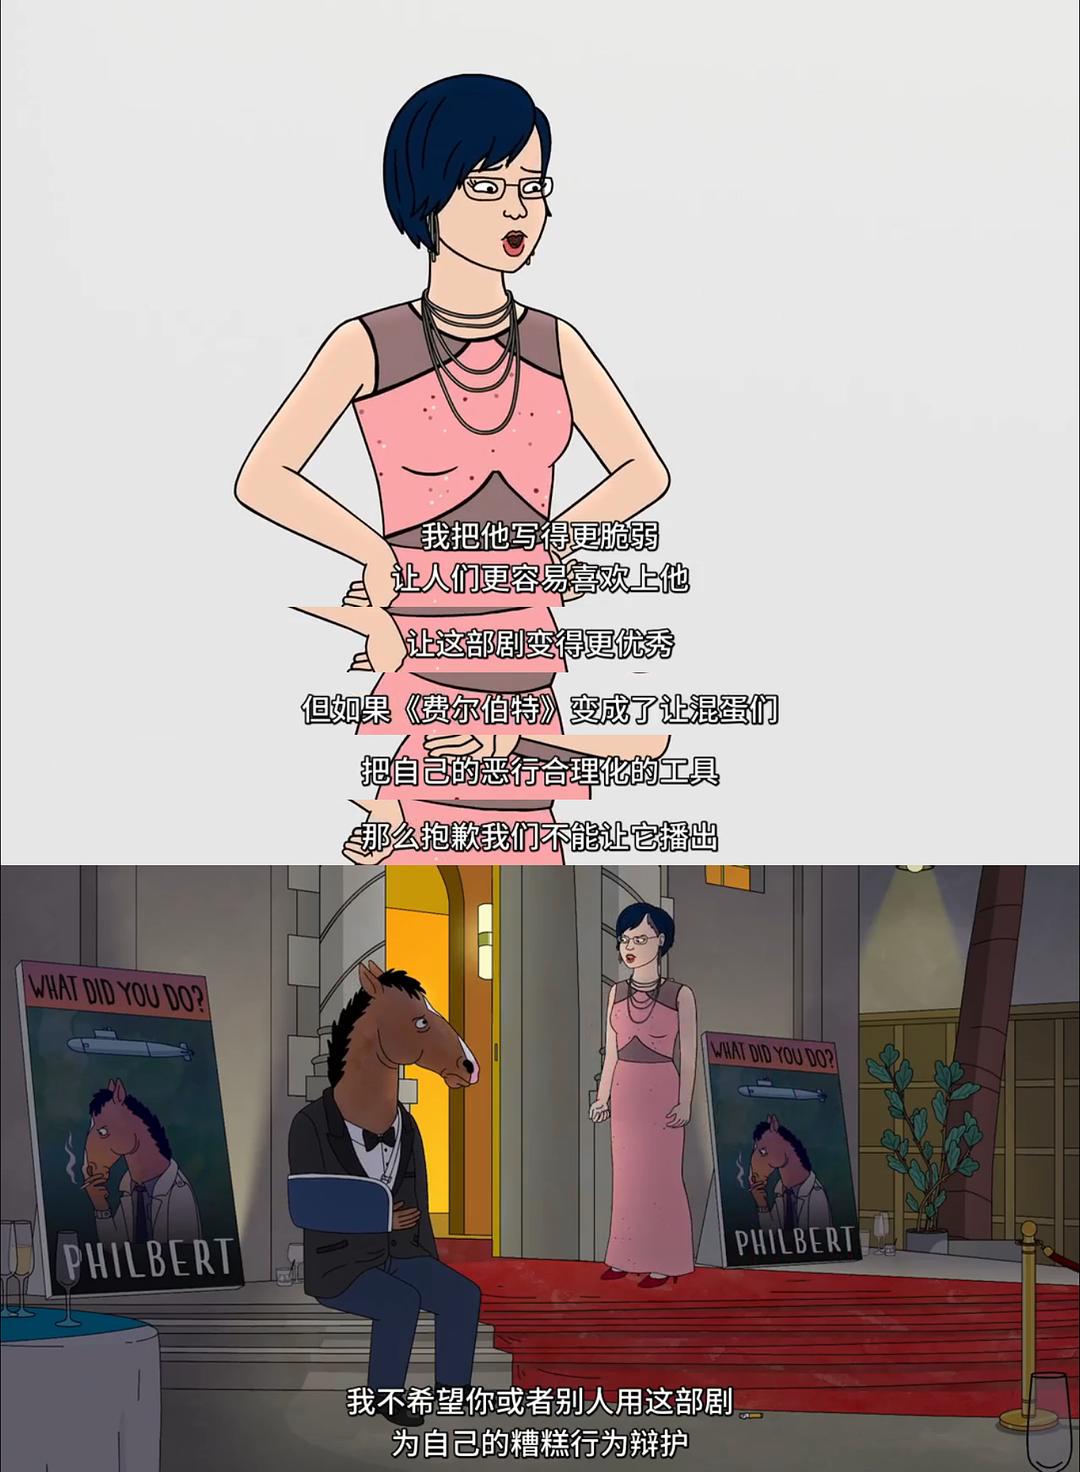 我把他写得更脆弱
让人们更容易喜欢上他
让这部剧变得更优秀
但如果《费尔伯特》变成了让混蛋们
把自己的恶行合理化的工具
那么抱歉我们不能让它播出
WHAT DID YOU DO?
PHILBERT
WHAT DID YOU DO?
PHILBERT
我不希望你或者别人用这部剧
为自己的糟糕行为辩护